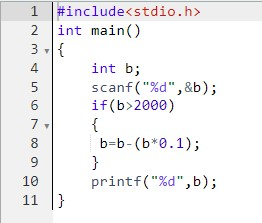 1 #include<stdio.h>
2 int main()
3 {
4 int b;
5 scanf("%d",&b);
6 if(b>2000)
7 {
8 b=b-(b*0.1);
9 }
10 printf("%d",b);
11 }